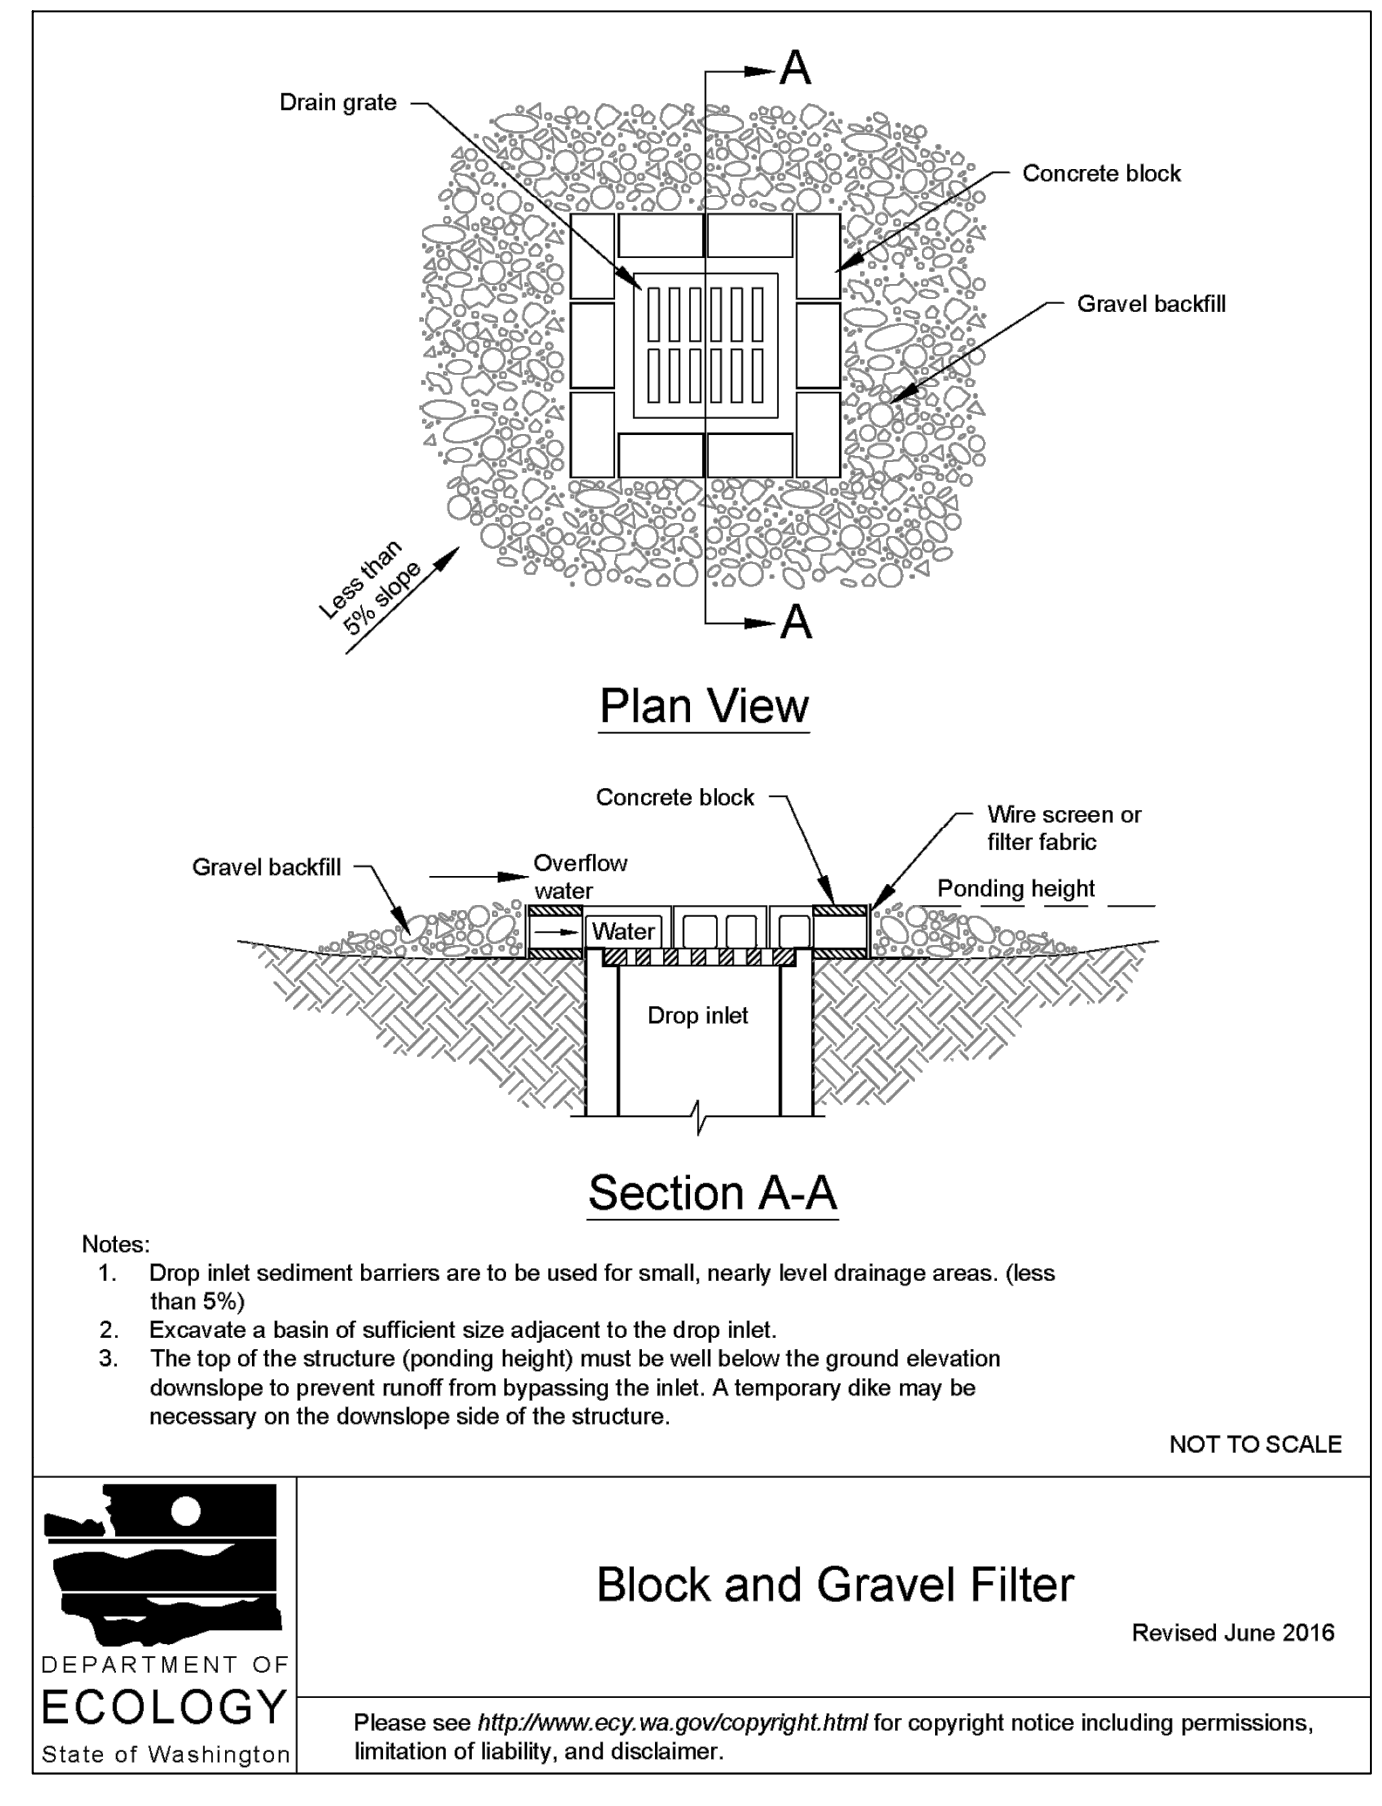 A
Drain grate
Concrete block
Gravel backfill
Less than
5% slope
A
Plan View
Concrete block
Wire screen or
filter fabric
Gravel backfill
Overflow
water
Ponding height
Water
Drop inlet
Section A-A
Notes:
1. Drop inlet sediment barriers are to be used for small, nearly level drainage areas. (less
than 5%)
2. Excavate a basin of sufficient size adjacent to the drop inlet.
3. The top of the structure (ponding height) must be well below the ground elevation
downslope to prevent runoff from bypassing the inlet. A temporary dike may be
necessary on the downslope side of the structure.
NOT TO SCALE
DEPARTMENT OF
ECOLOGY
State of Washington
Block and Gravel Filter
Revised June 2016
Please see http://www.ecy.wa.gov/copyright.html for copyright notice including permissions,
limitation of liability, and disclaimer.